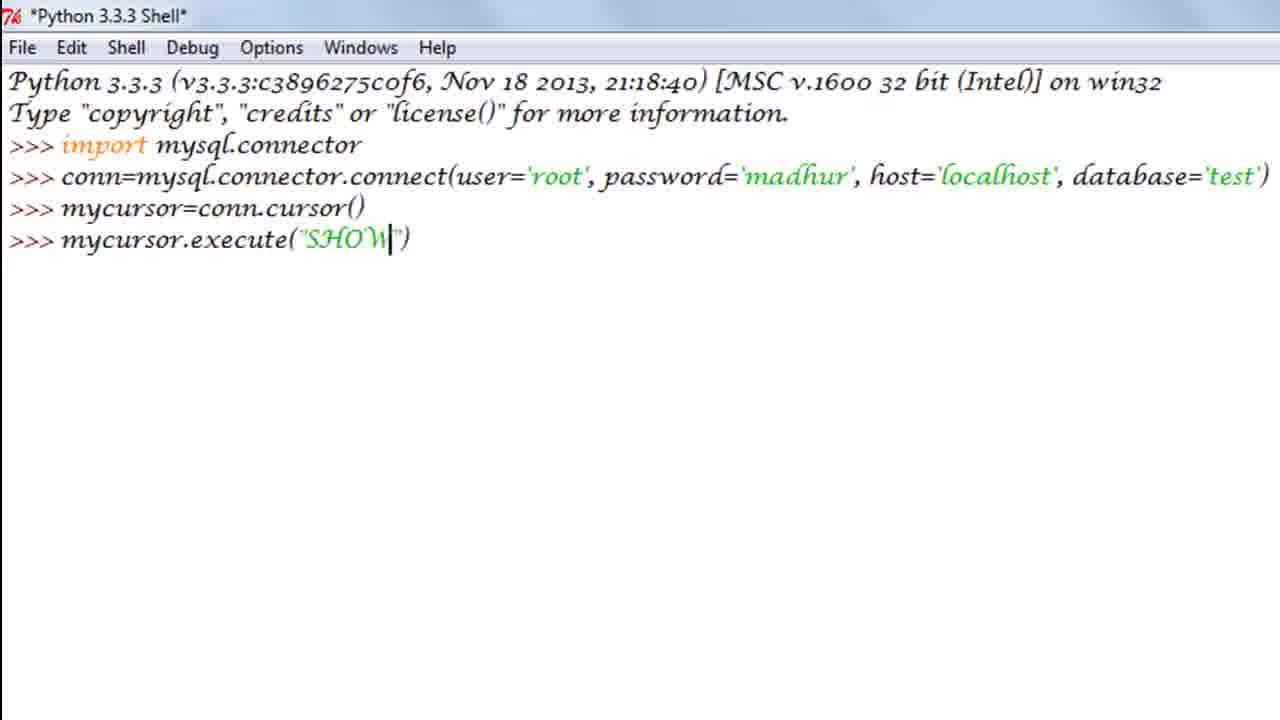 *Python 3.3.3 Shell*
File Edit Shell Debug Options Windows Help
Python 3.3.3 (v3.3.3:c3896275c0f6, Nov 18 2013, 21:18:40) [MSC v.1600 32 bit (Intel)] on win32
Type "copyright", "credits" or "license()" for more information.
>>> import mysql.connector
>>> conn=mysql.connector.connect(user='root', password='madhur', host='localhost', database='test')
>>> mycursor=conn.cursor()
>>> mycursor.execute("SHOW")